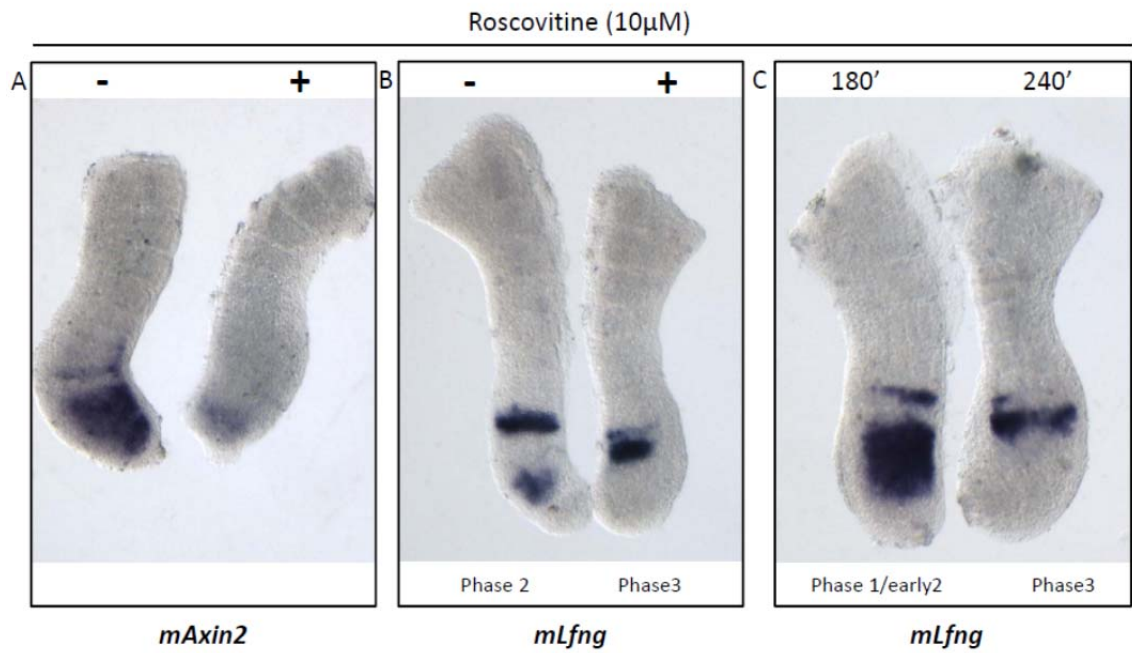 Roscovitine (10μM)
A - +
B - +
C 180’ 240’
Phase 2 Phase3
Phase 1/early2 Phase3
mAxin2
mLfng
mLfng